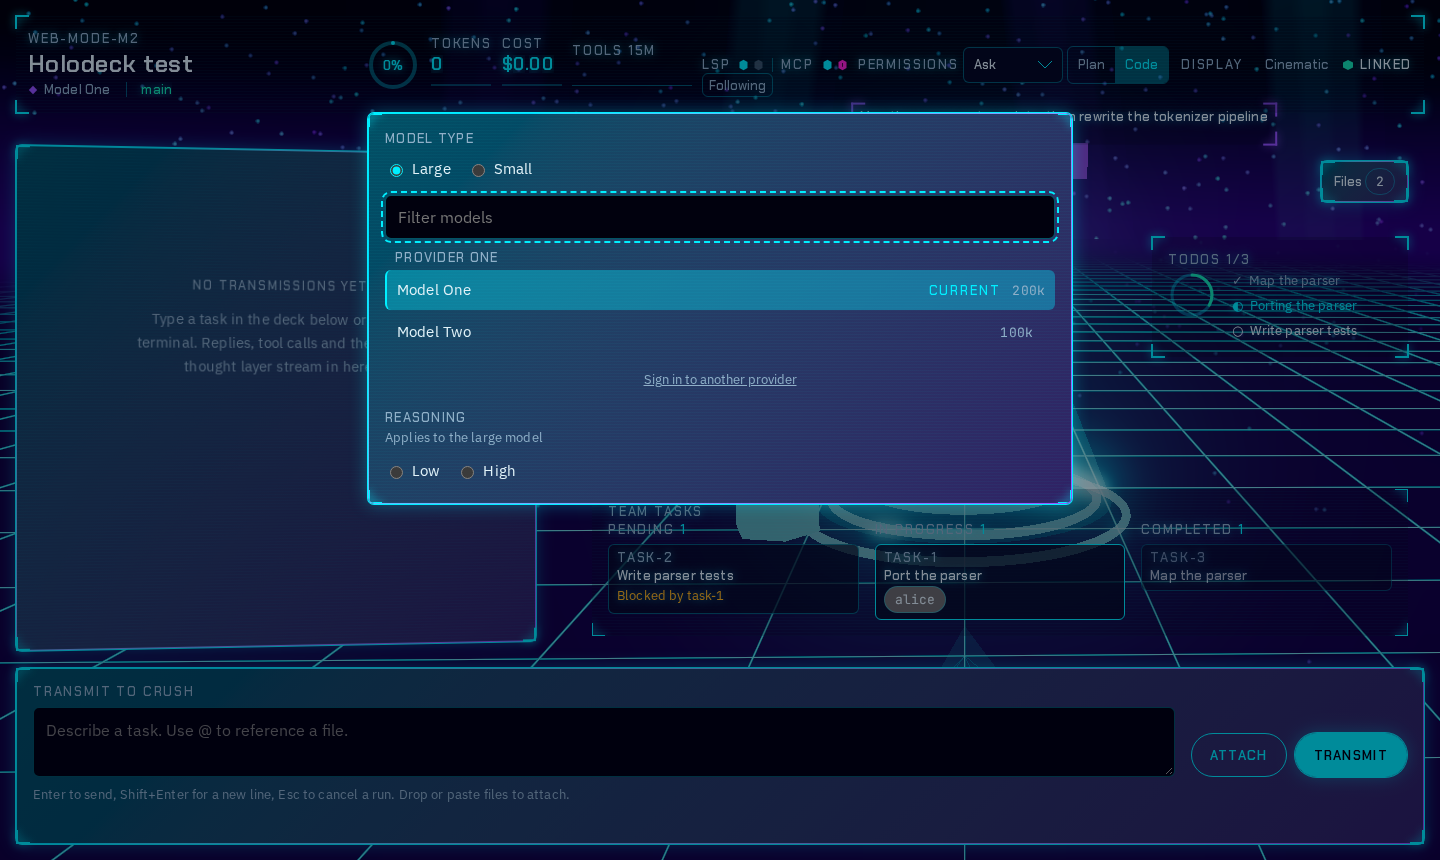 WEB-MODE-M2
Holodeck test
Model One
main
0%
TOKENS
0
COST
$0.00
TOOLS 15M
LSP
MCP
PERMISSIONS
Ask
Plan
Code
DISPLAY
Cinematic
LINKED
Following
rewrite the tokenizer pipeline
MODEL TYPE
Large
Small
Filter models
PROVIDER ONE
Model One
CURRENT 200k
Model Two
100k
Sign in to another provider
REASONING
Applies to the large model
Low
High
NO TRANSMISSIONS YET
Type a task in the deck below or
terminal. Replies, tool calls and the
thought layer stream in here
Files 2
TODOS 1/3
✓ Map the parser
Porting the parser
Write parser tests
TEAM TASKS
PENDING 1
TASK-2
Write parser tests
Blocked by task-1
PROGRESS 1
TASK-1
Port the parser
alice
COMPLETED 1
TASK-3
Map the parser
TRANSMIT TO CRUSH
Describe a task. Use @ to reference a file.
ATTACH
TRANSMIT
Enter to send, Shift+Enter for a new line, Esc to cancel a run. Drop or paste files to attach.